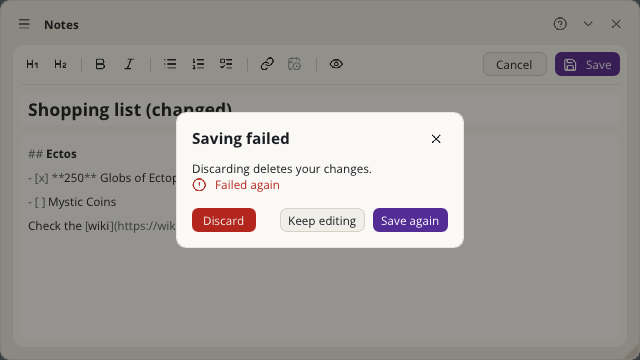 Notes
H1 H2 B I
Cancel
Save
Shopping list (changed)
## Ectos
- [x] **250** Globs of Ectop
- [ ] Mystic Coins
Check the [wiki](https://wik
Saving failed
Discarding deletes your changes.
Failed again
Discard
Keep editing
Save again